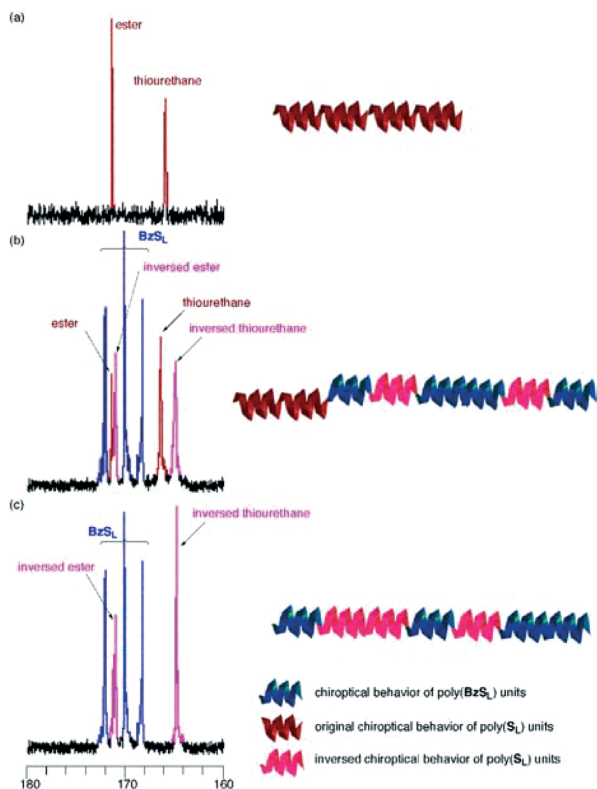 (a)
ester
thiourethane
(b)
BzSL
inversed ester
ester
thiourethane
inversed thiourethane
(c)
BzSL
inversed thiourethane
inversed ester
chiroptical behavior of poly(BzSL) units
original chiroptical behavior of poly(SL) units
inversed chiroptical behavior of poly(SL) units
180 170 160